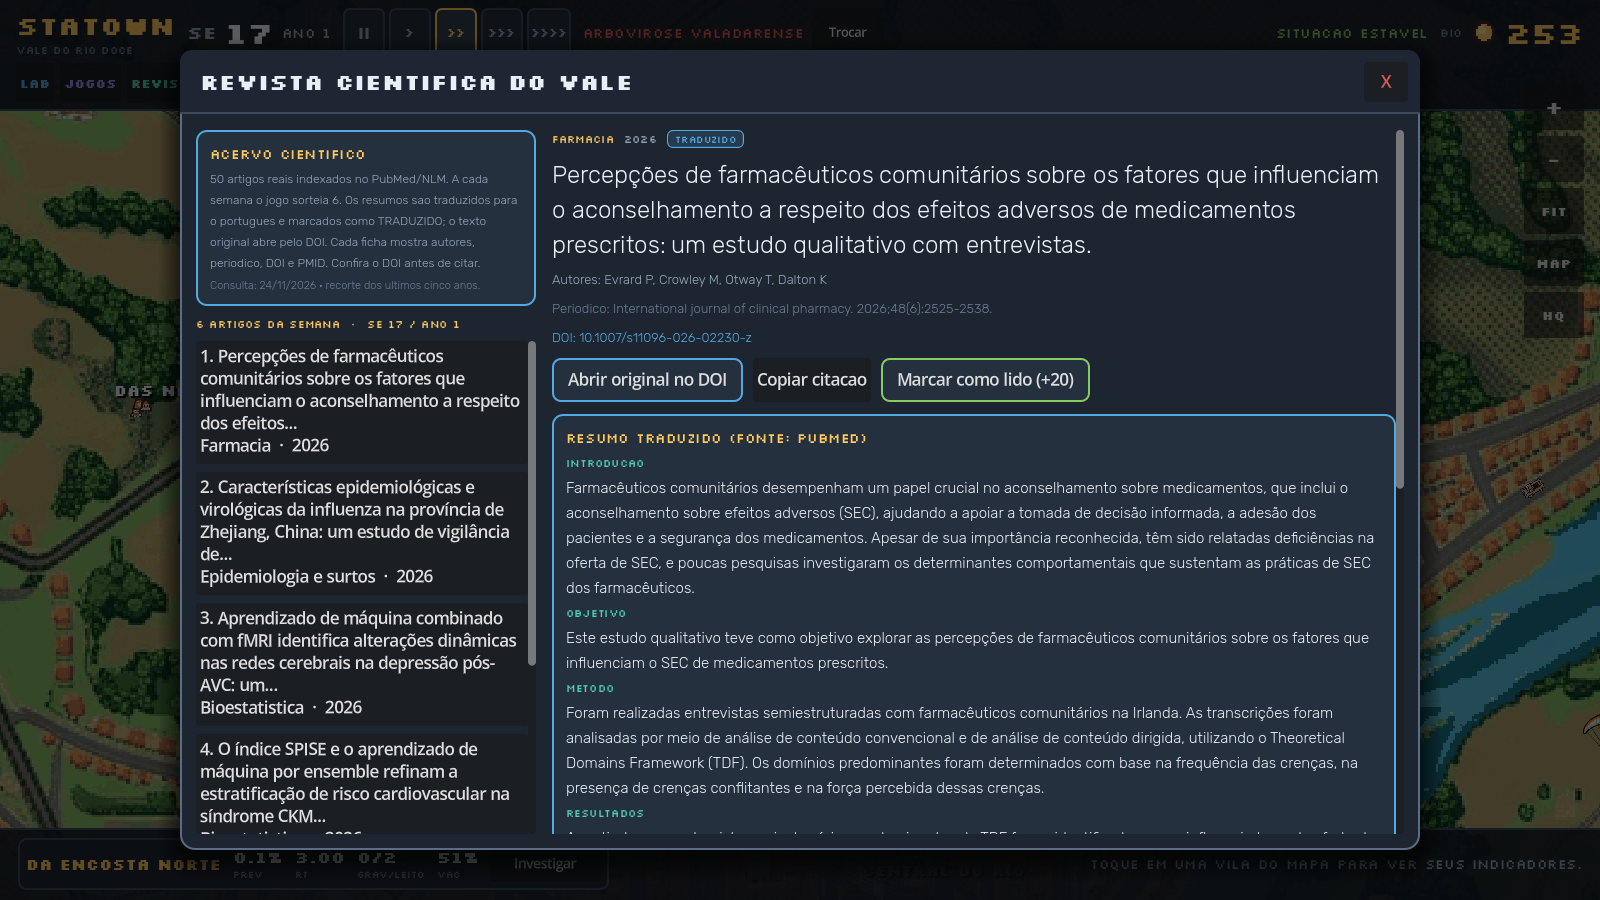 STATOWN
VALE DO RIO DOCE
SE 17 ANO 1
II > >> >>> >>>>
ARBOVIROSE VALADARENSE
Trocar
SITUACAO ESTAVEL
BIO
253
LAB JOGOS REVIS
REVISTA CIENTIFICA DO VALE
X
ACERVO CIENTIFICO
50 artigos reais indexados no PubMed/NLM. A cada
semana o jogo sorteia 6. Os resumos sao traduzidos para
o portugues e marcados como TRADUZIDO; o texto
original abre pelo DOI. Cada ficha mostra autores,
periodico, DOI e PMID. Confira o DOI antes de citar.
Consulta: 24/11/2026 • recorte dos ultimos cinco anos.
6 ARTIGOS DA SEMANA · SE 17 / ANO 1
1. Percepções de farmacêuticos
comunitários sobre os fatores que
influenciam o aconselhamento a respeito
dos efeitos...
Farmacia · 2026
2. Características epidemiológicas e
virológicas da influenza na província de
Zhejiang, China: um estudo de vigilância
de...
Epidemiologia e surtos · 2026
3. Aprendizado de máquina combinado
com fMRI identifica alterações dinâmicas
nas redes cerebrais na depressão pós-
AVC: um...
Bioestatistica · 2026
4. O índice SPISE e o aprendizado de
máquina por ensemble refinam a
estratificação de risco cardiovascular na
síndrome CKM...
FARMACIA 2026 TRADUZIDO
Percepções de farmacêuticos comunitários sobre os fatores que influenciam
o aconselhamento a respeito dos efeitos adversos de medicamentos
prescritos: um estudo qualitativo com entrevistas.
Autores: Evrard P, Crowley M, Otway T, Dalton K
Periodico: International journal of clinical pharmacy. 2026;48(6):2525-2538.
DOI: 10.1007/s11096-026-02230-z
Abrir original no DOI
Copiar citacao
Marcar como lido (+20)
RESUMO TRADUZIDO (FONTE: PUBMED)
INTRODUCAO
Farmacêuticos comunitários desempenham um papel crucial no aconselhamento sobre medicamentos, que inclui o
aconselhamento sobre efeitos adversos (SEC), ajudando a apoiar a tomada de decisão informada, a adesão dos
pacientes e a segurança dos medicamentos. Apesar de sua importância reconhecida, têm sido relatadas deficiências na
oferta de SEC, e poucas pesquisas investigaram os determinantes comportamentais que sustentam as práticas de SEC
dos farmacêuticos.
OBJETIVO
Este estudo qualitativo teve como objetivo explorar as percepções de farmacêuticos comunitários sobre os fatores que
influenciam o SEC de medicamentos prescritos.
METODO
Foram realizadas entrevistas semiestruturadas com farmacêuticos comunitários na Irlanda. As transcrições foram
analisadas por meio de análise de conteúdo convencional e de análise de conteúdo dirigida, utilizando o Theoretical
Domains Framework (TDF). Os domínios predominantes foram determinados com base na frequência das crenças, na
presença de crenças conflitantes e na força percebida dessas crenças.
RESULTADOS
+
-
FIT
MAP
HQ
DAS N
DA ENCOSTA NORTE
0.1% 3.00 0/2 51%
PREV RT GRAV/LEITO VAC
Investigar
CENTRAL DO RIO
TOQUE EM UMA VILA DO MAPA PARA VER SEUS INDICADORES.